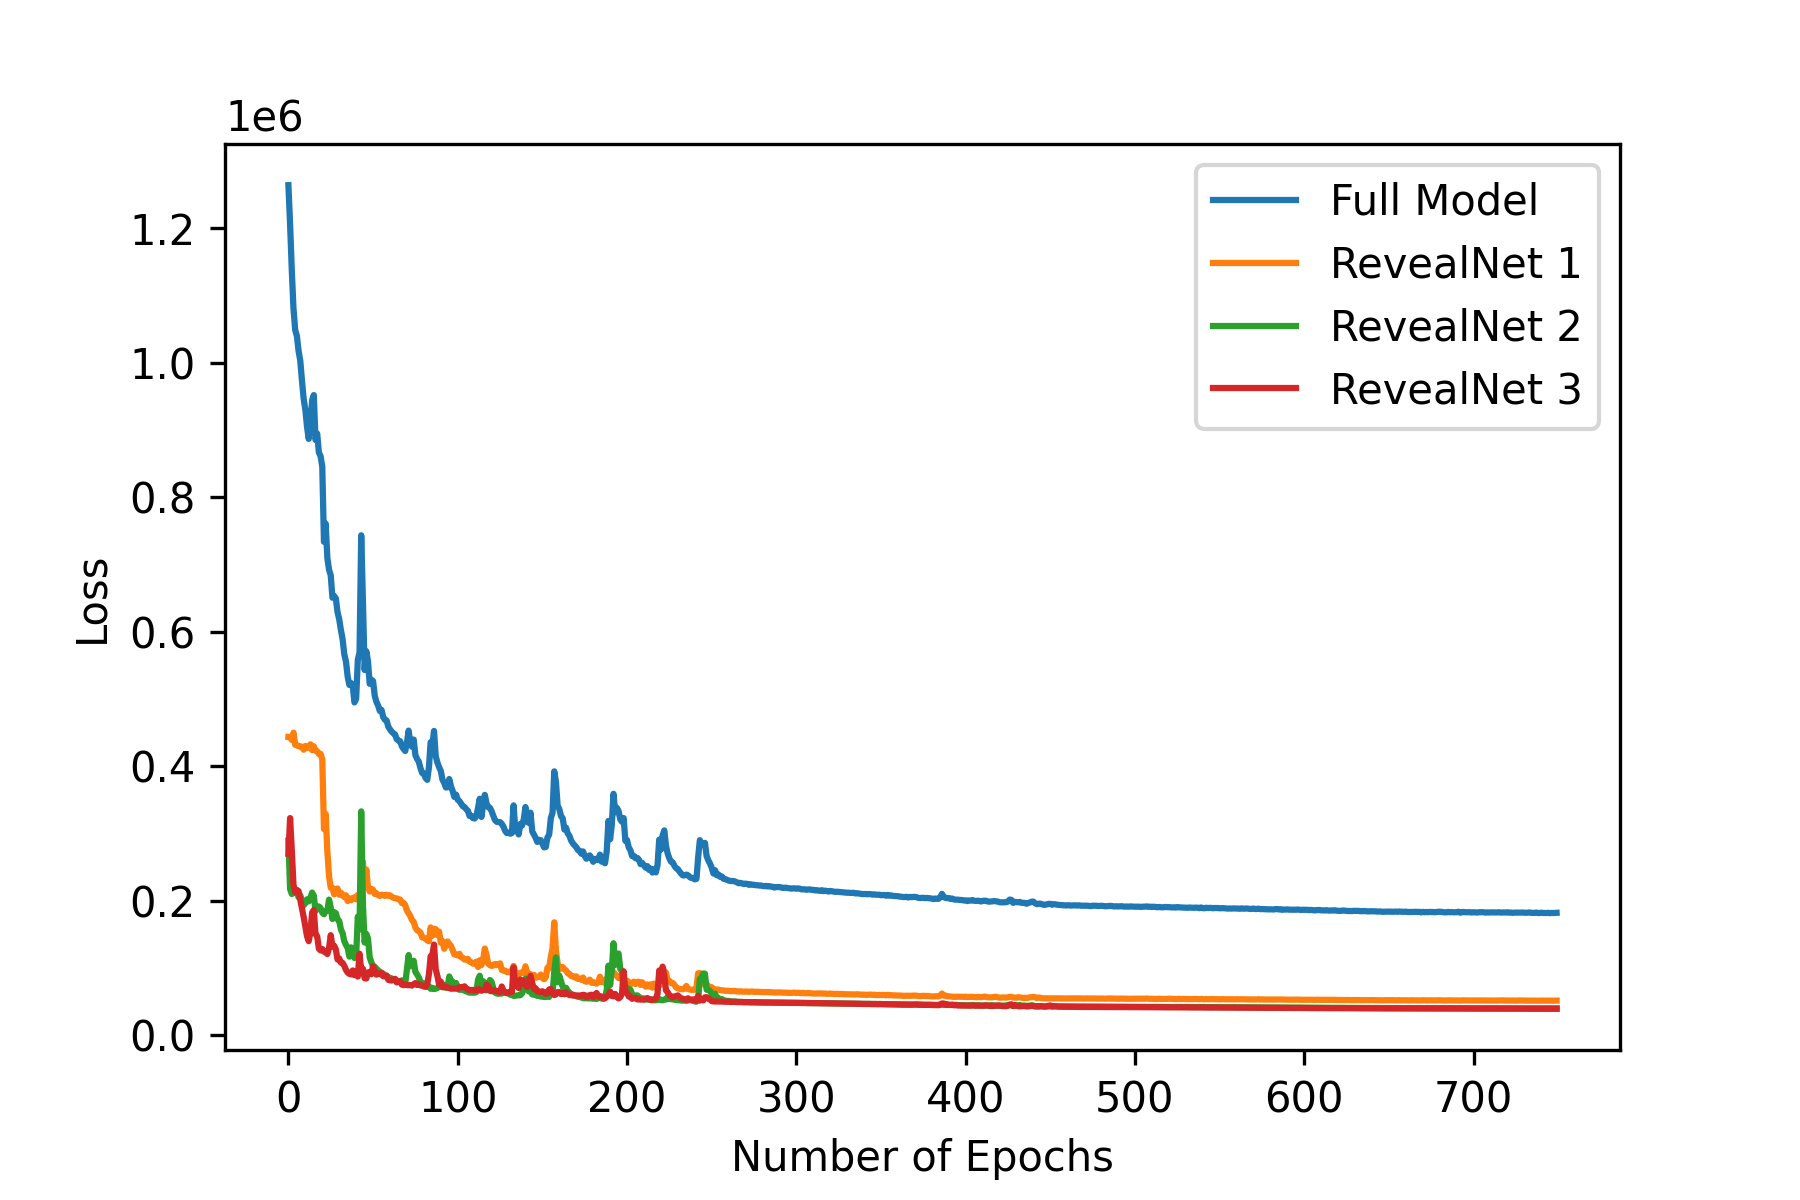 1e6
1.2
1.0
0.8
0.6
0.4
0.2
0.0
Loss
0 100 200 300 400 500 600 700
Number of Epochs
Full Model
RevealNet 1
RevealNet 2
RevealNet 3